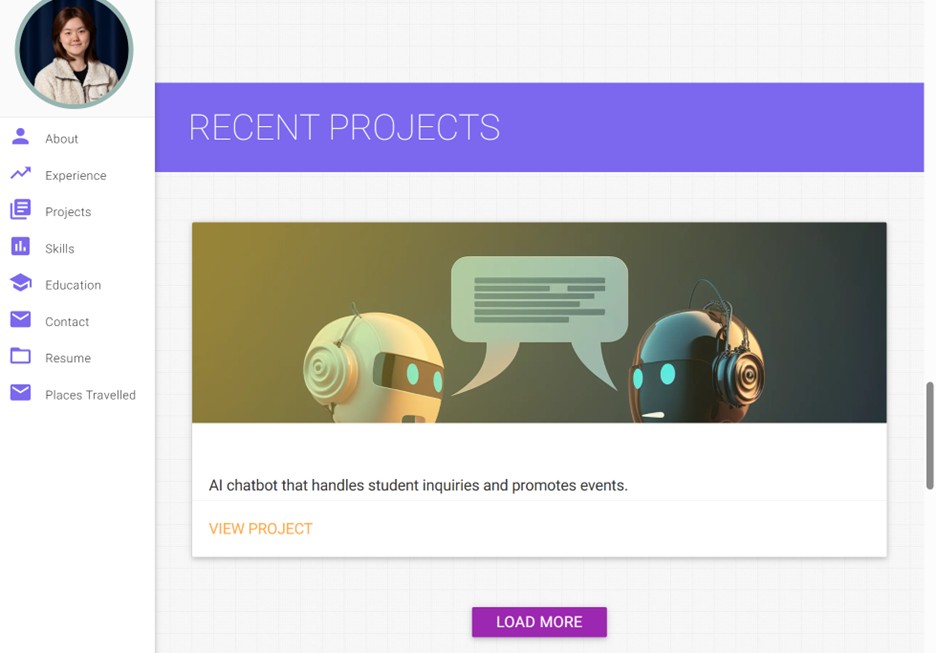 About
Experience
Projects
Skills
Education
Contact
Resume
Places Travelled
RECENT PROJECTS
AI chatbot that handles student inquiries and promotes events.
VIEW PROJECT
LOAD MORE